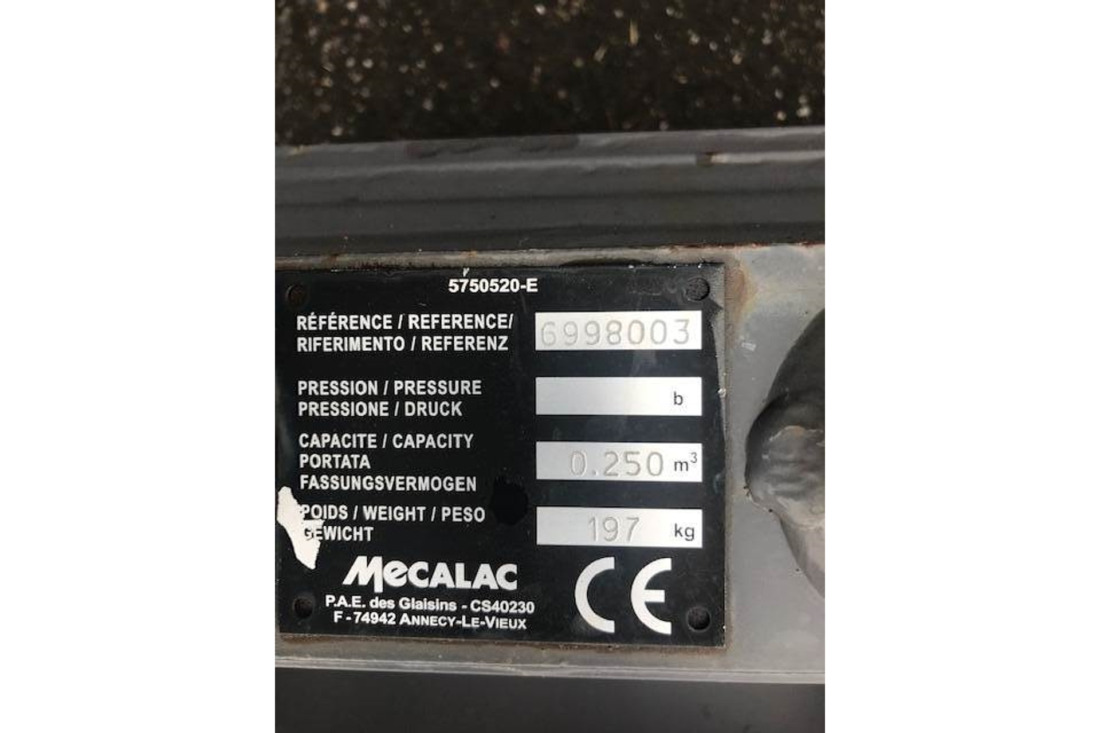 5750520-E
RÉFÉRENCE / REFERENCE/ 6998003
RIFERIMENTO / REFERENZ
PRESSION / PRESSURE
PRESSIONE / DRUCK b
CAPACITE / CAPACITY
PORTATA 0.250 m³
FASSUNGSVERMOGEN
POIDS / WEIGHT / PESO 197 kg
GEWICHT
MECALAC
P.A.E. des Glaisins - CS40230
F - 74942 ANNECY-LE-VIEUX
CE